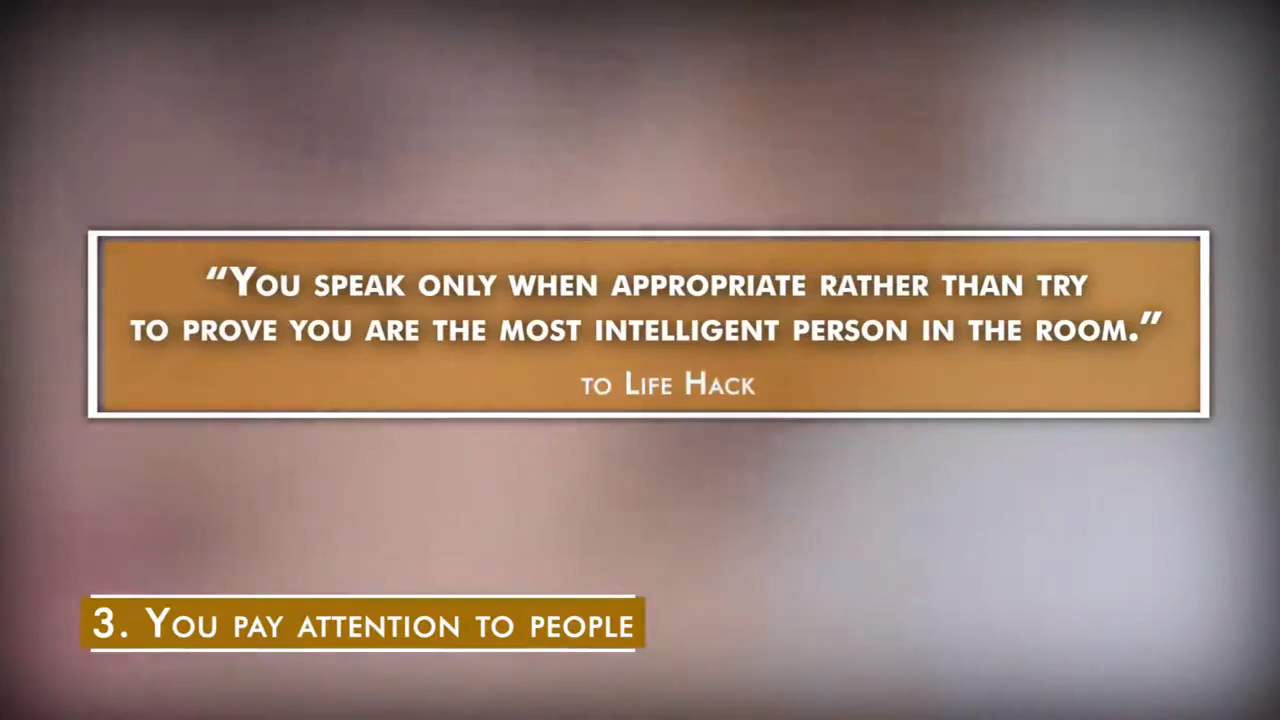 “You speak only when appropriate rather than try
to prove you are the most intelligent person in the room.”
to Life Hack
3. You pay attention to people